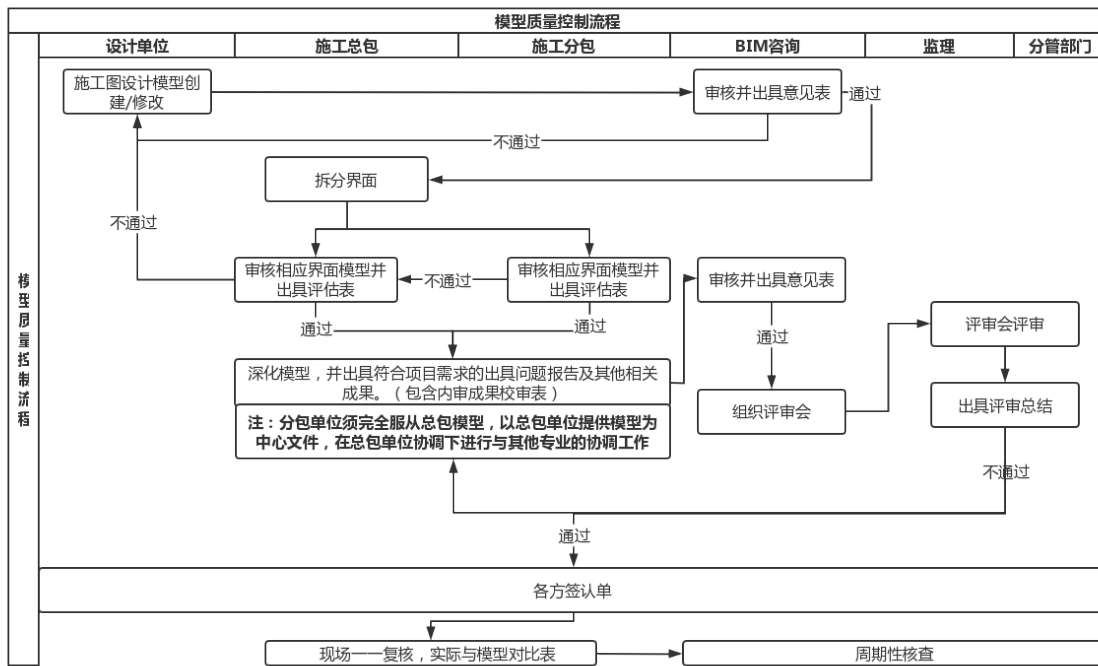 模型质量控制流程
设计单位
施工总包
施工分包
BIM咨询
监理
分管部门
模型质量控制流程
施工图设计模型创
建/修改
审核并出具意见表
通过
不通过
拆分界面
不通过
审核相应界面模型并
出具评估表
不通过
审核相应界面模型并
出具评估表
审核并出具意见表
通过
通过
通过
评审会评审
深化模型，并出具符合项目需求的出具问题报告及其他相关
成果。（包含内审成果校审表）
组织评审会
出具评审总结
注：分包单位须完全服从总包模型，以总包单位提供模型为
中心文件，在总包单位协调下进行与其他专业的协调工作
不通过
通过
各方签认单
现场一一复核，实际与模型对比表
周期性核查